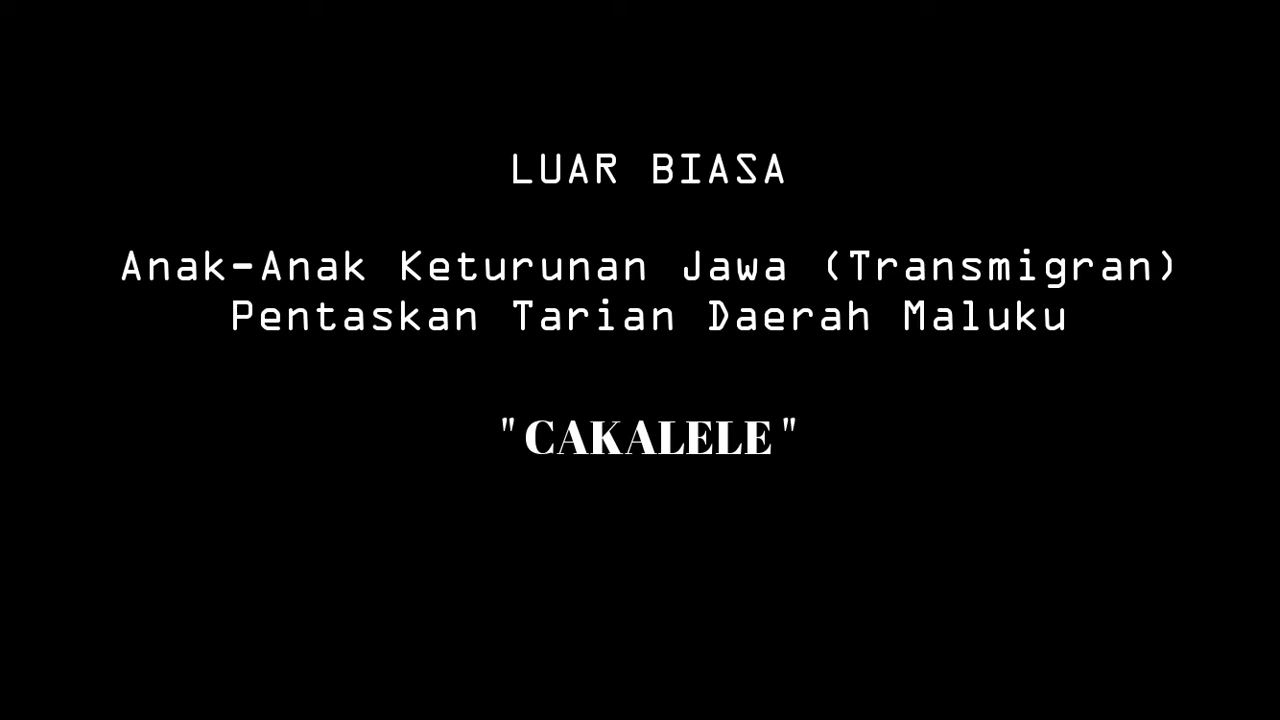 LUAR BIASA
Anak-Anak Keturunan Jawa (Transmigran)
Pentaskan Tarian Daerah Maluku
"CAKALELE"